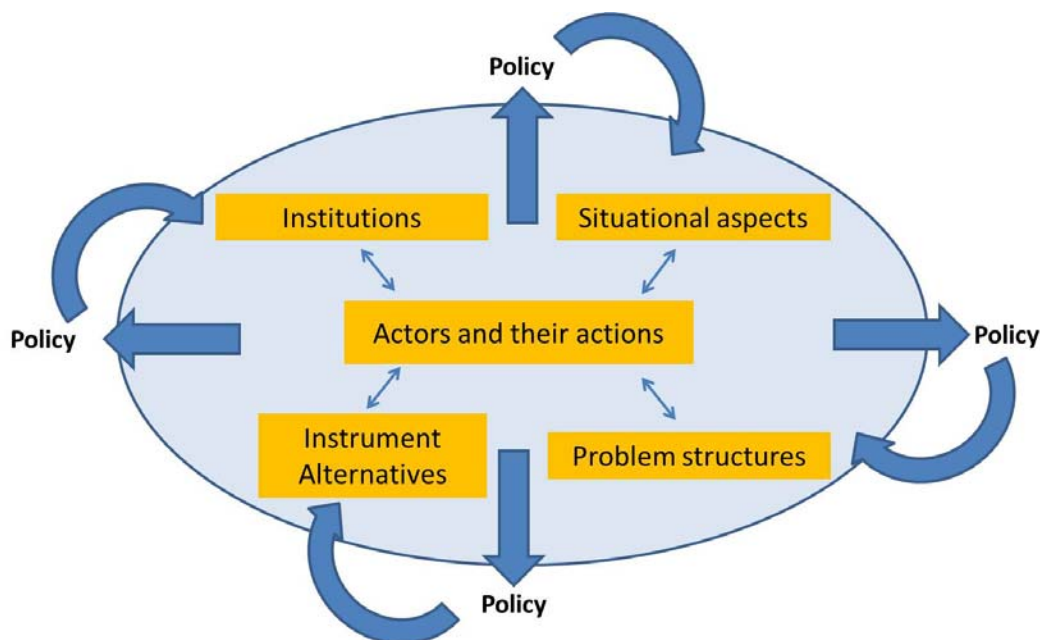 Policy
Institutions
Situational aspects
Actors and their actions
Policy
Policy
Instrument
Alternatives
Problem structures
Policy